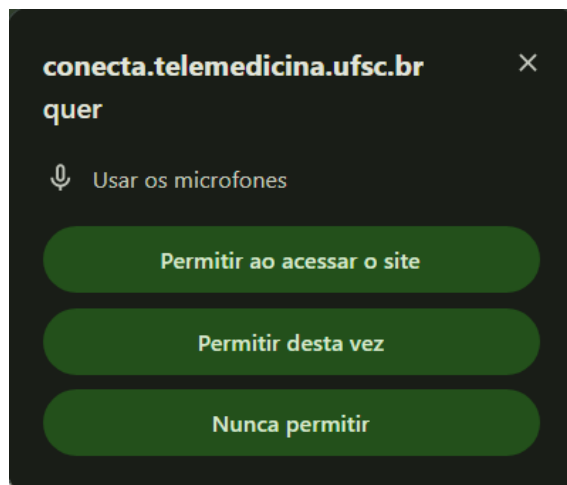 conecta.telemedicina.ufsc.br
quer
Usar os microfones
Permitir ao acessar o site
Permitir desta vez
Nunca permitir